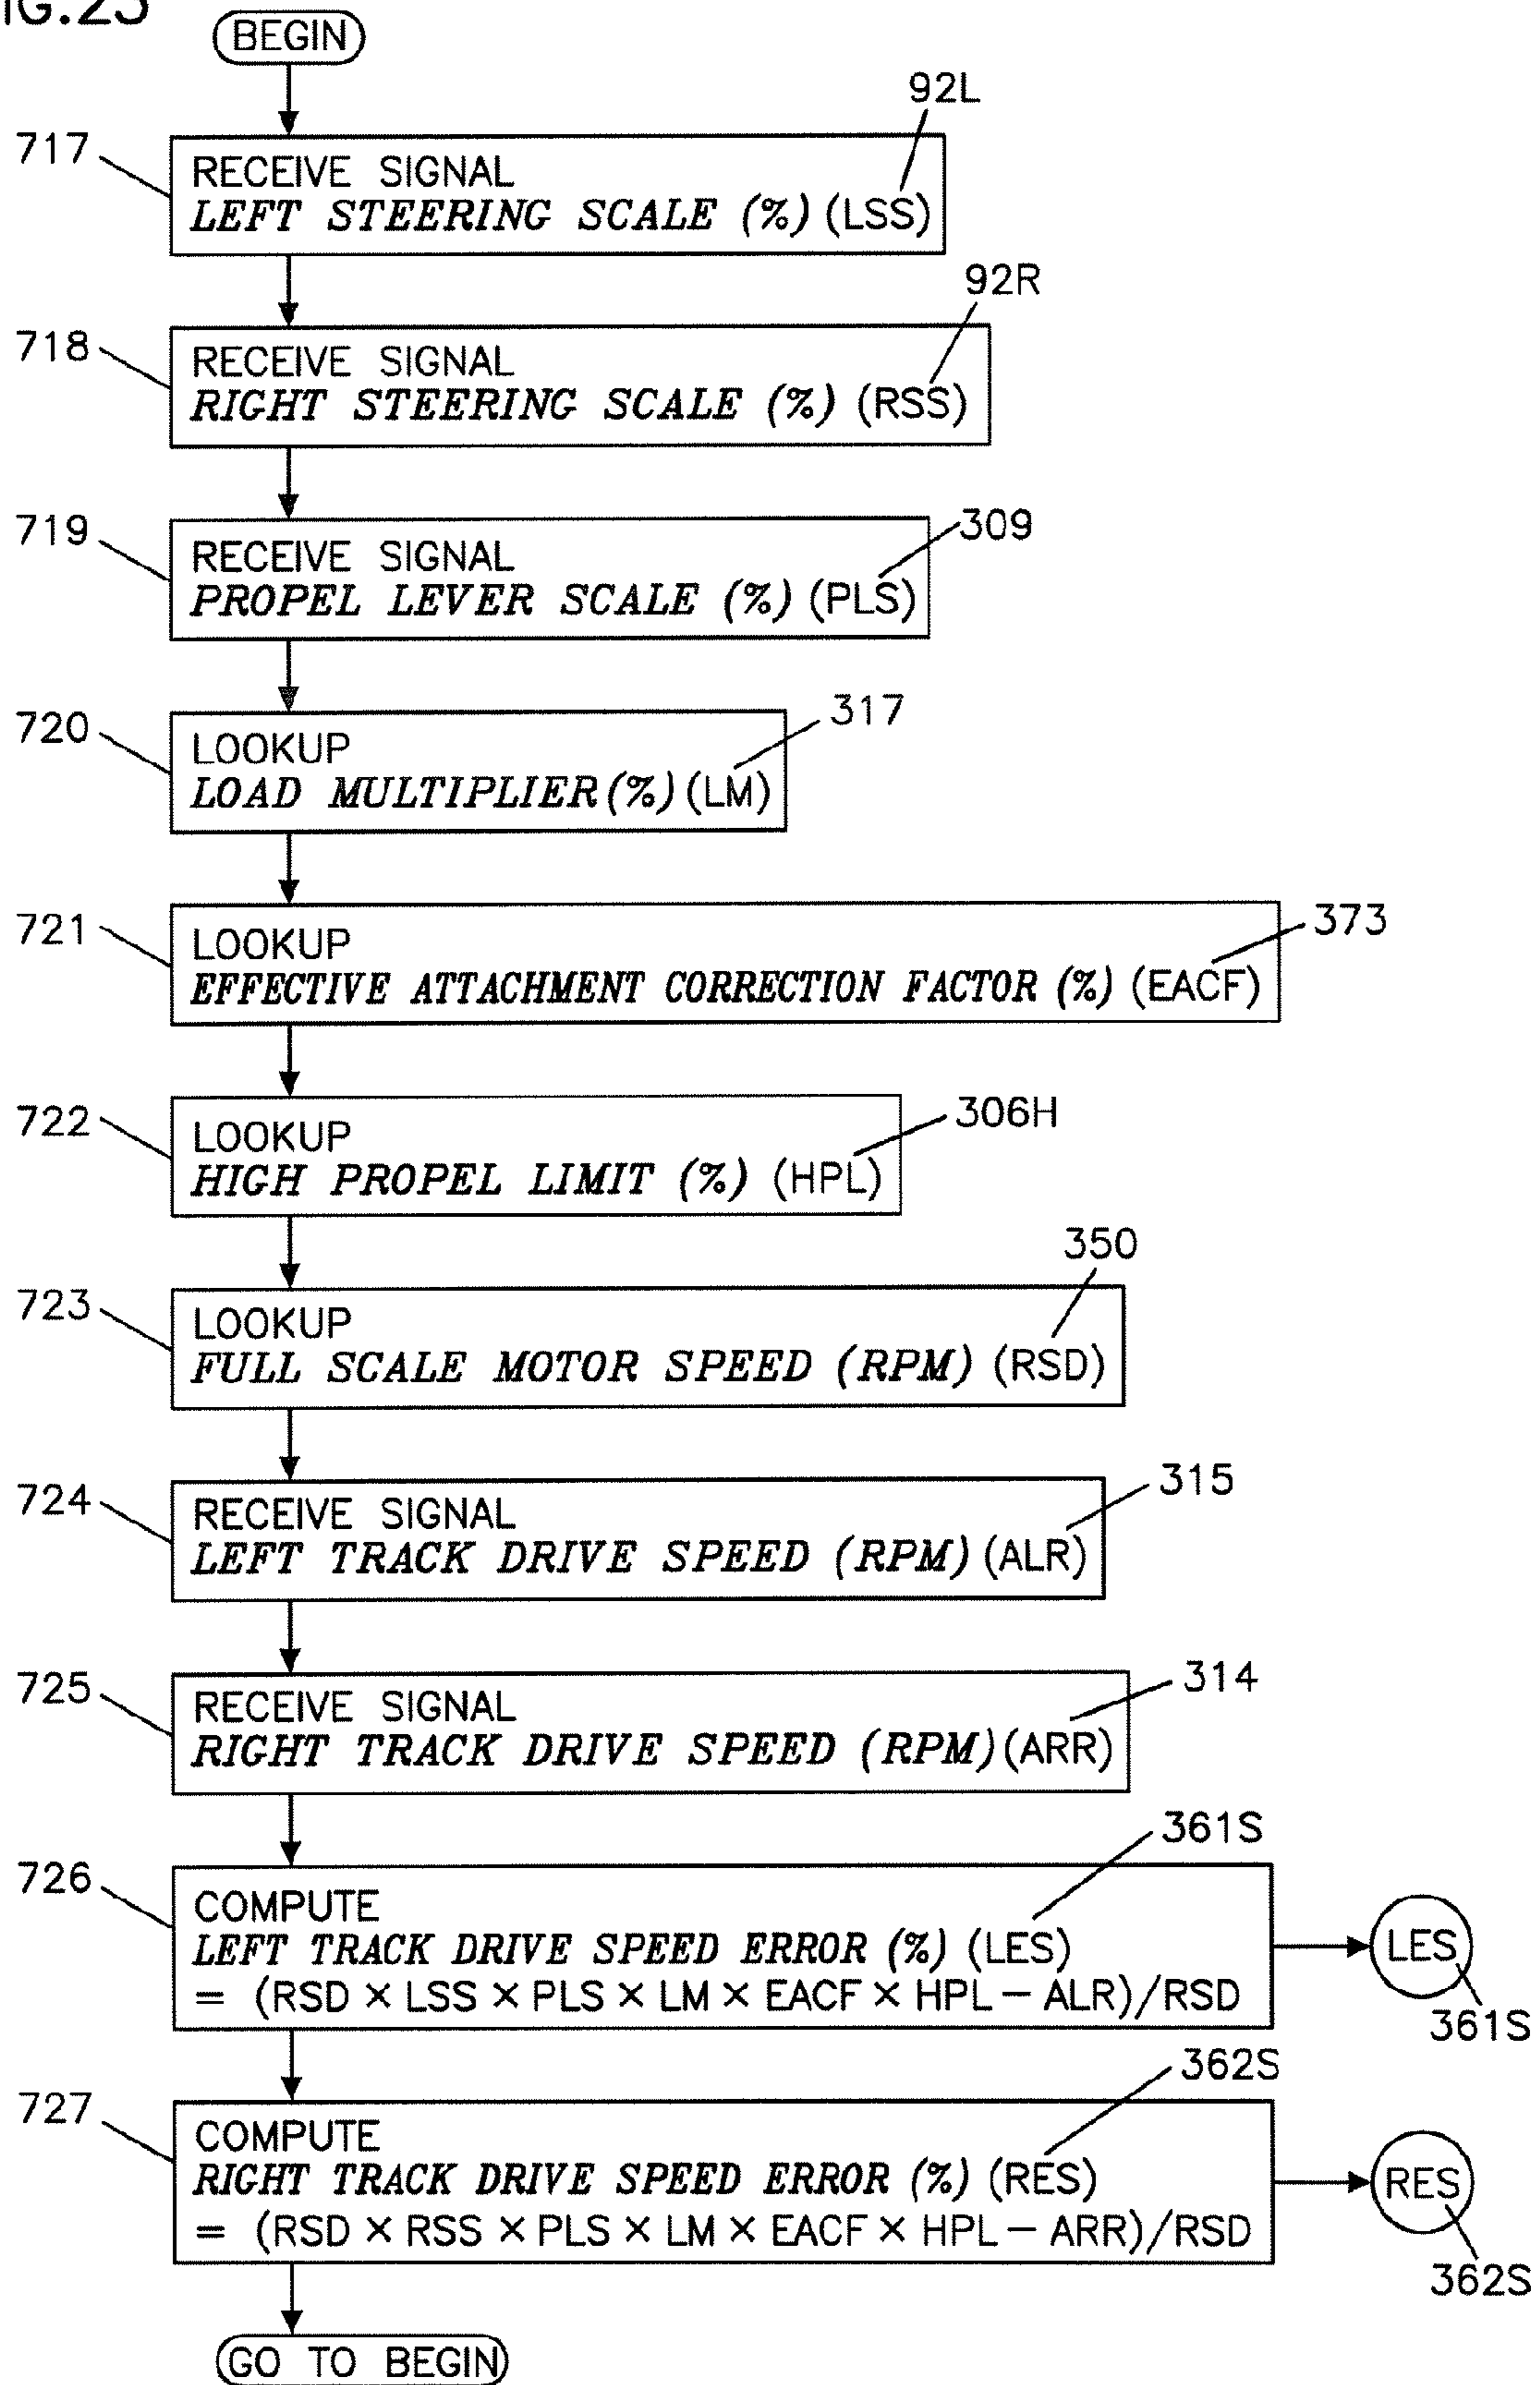 BEGIN
92L
717
RECEIVE SIGNAL
LEFT STEERING SCALE (%) (LSS)
92R
718
RECEIVE SIGNAL
RIGHT STEERING SCALE (%) (RSS)
719
309
RECEIVE SIGNAL
PROPEL LEVER SCALE (%) (PLS)
720
317
LOOKUP
LOAD MULTIPLIER (%) (LM)
721
373
LOOKUP
EFFECTIVE ATTACHMENT CORRECTION FACTOR (%) (EACF)
722
306H
LOOKUP
HIGH PROPEL LIMIT (%) (HPL)
350
723
LOOKUP
FULL SCALE MOTOR SPEED (RPM) (RSD)
724
315
RECEIVE SIGNAL
LEFT TRACK DRIVE SPEED (RPM) (ALR)
725
314
RECEIVE SIGNAL
RIGHT TRACK DRIVE SPEED (RPM) (ARR)
361S
726
COMPUTE
LEFT TRACK DRIVE SPEED ERROR (%) (LES)
= (RSD × LSS × PLS × LM × EACF × HPL – ALR)/RSD
LES
361S
362S
727
COMPUTE
RIGHT TRACK DRIVE SPEED ERROR (%) (RES)
= (RSD × RSS × PLS × LM × EACF × HPL – ARR)/RSD
RES
362S
GO TO BEGIN